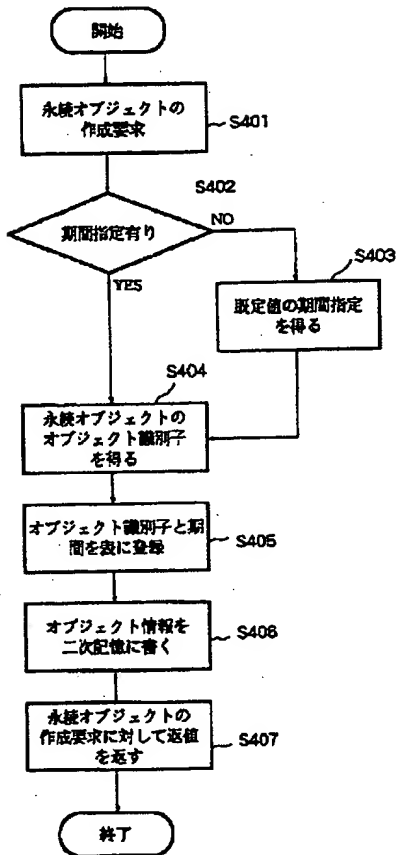 開始
永続オブジェクトの
作成要求
S401
S402
期間指定有り
NO
YES
S403
既定値の期間指定
を得る
S404
永続オブジェクトの
オブジェクト識別子
を得る
オブジェクト識別子と期
間を表に登録
S405
オブジェクト情報を
二次記憶に書く
S406
永続オブジェクトの
作成要求に対して返値
を返す
S407
終了